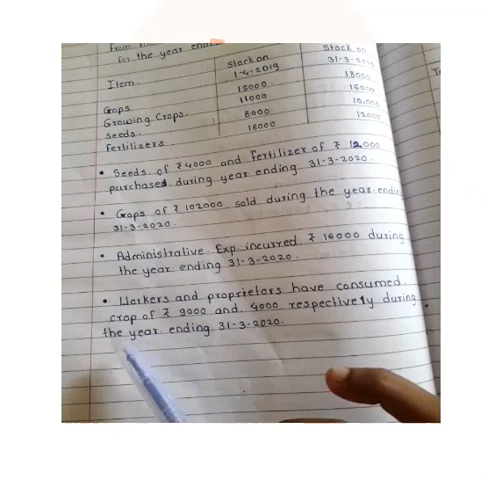 for the year ende
Item
Stock on
1-4-2019
Stock on
31-3-2019
Crops 15000 18000
Growing Crops 11000 16000
Seeds 8000 10,000
Fertilizers 16000 12000
• Seeds of ₹ 4000 and fertilizer of ₹ 12000
purchased during year ending 31-3-2020.
• Crops of ₹ 102000 sold during the year ending
31-3-2020.
• Administrative Exp incurred ₹ 16000 during
the year ending 31-3-2020.
• Workers and proprietors have consumed
crop of ₹ 9000 and 4000 respectively during
the year ending 31-3-2020.